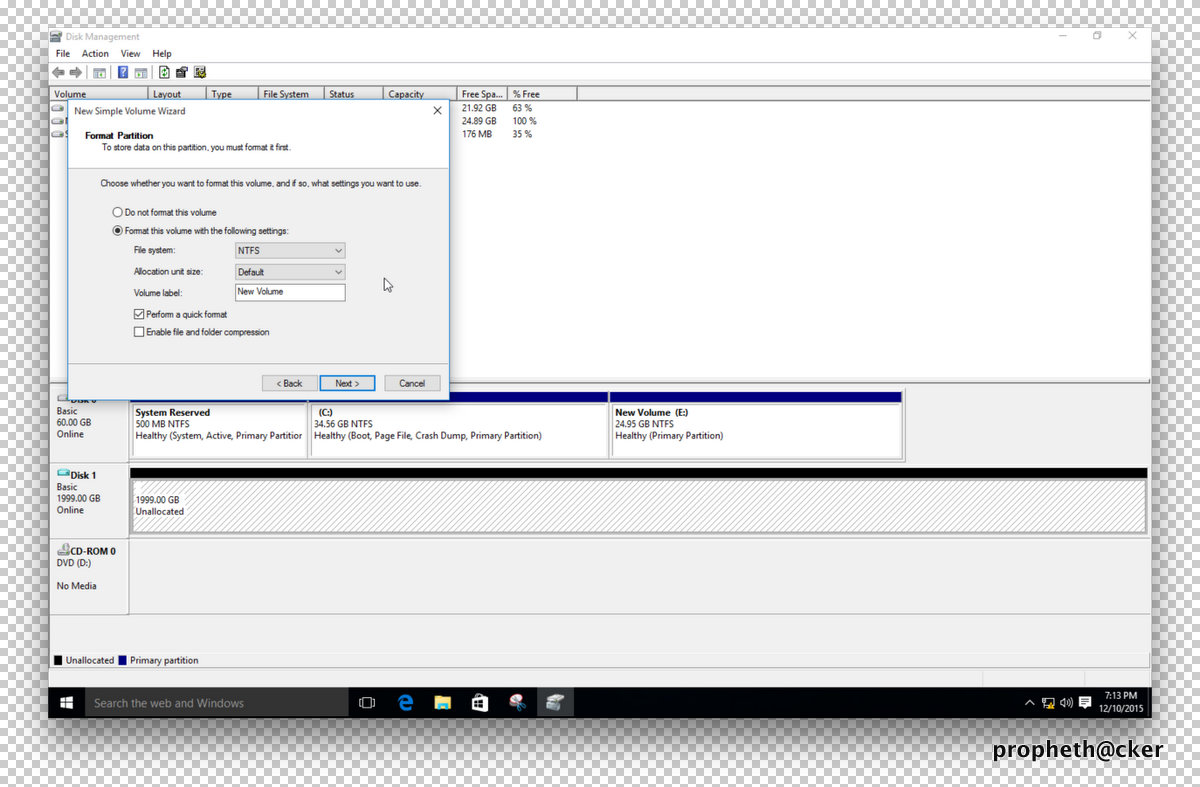 Disk Management
File Action View Help
Volume Layout Type File System Status Capacity Free Spa... % Free
21.92 GB 63 %
24.89 GB 100 %
176 MB 35 %
New Simple Volume Wizard
Format Partition
To store data on this partition, you must format it first.
Choose whether you want to format this volume, and if so, what settings you want to use.
Do not format this volume
Format this volume with the following settings:
File system: NTFS
Allocation unit size: Default
Volume label: New Volume
Perform a quick format
Enable file and folder compression
< Back Next > Cancel
Basic
60.00 GB
Online
System Reserved
500 MB NTFS
Healthy (System, Active, Primary Partition
(C:)
34.56 GB NTFS
Healthy (Boot, Page File, Crash Dump, Primary Partition)
New Volume (E:)
24.95 GB NTFS
Healthy (Primary Partition)
Disk 1
Basic
1999.00 GB
Online
1999.00 GB
Unallocated
CD-ROM 0
DVD (D:)
No Media
Unallocated Primary partition
Search the web and Windows
7:13 PM
12/10/2015
propheth@cker